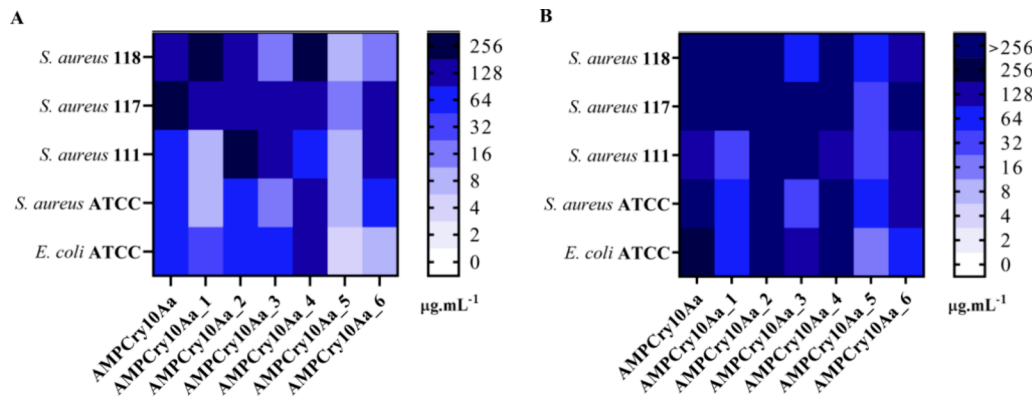 A
S. aureus 118
S. aureus 117
S. aureus 111
S. aureus ATCC
E. coli ATCC
256
128
64
32
16
8
4
2
0
µg.mL-1
AMPCry10Aa
AMPCry10Aa_1
AMPCry10Aa_2
AMPCry10Aa_3
AMPCry10Aa_4
AMPCry10Aa_5
AMPCry10Aa_6
B
S. aureus 118
S. aureus 117
S. aureus 111
S. aureus ATCC
E. coli ATCC
>256
256
128
64
32
16
8
4
2
0
µg.mL-1
AMPCry10Aa
AMPCry10Aa_1
AMPCry10Aa_2
AMPCry10Aa_3
AMPCry10Aa_4
AMPCry10Aa_5
AMPCry10Aa_6